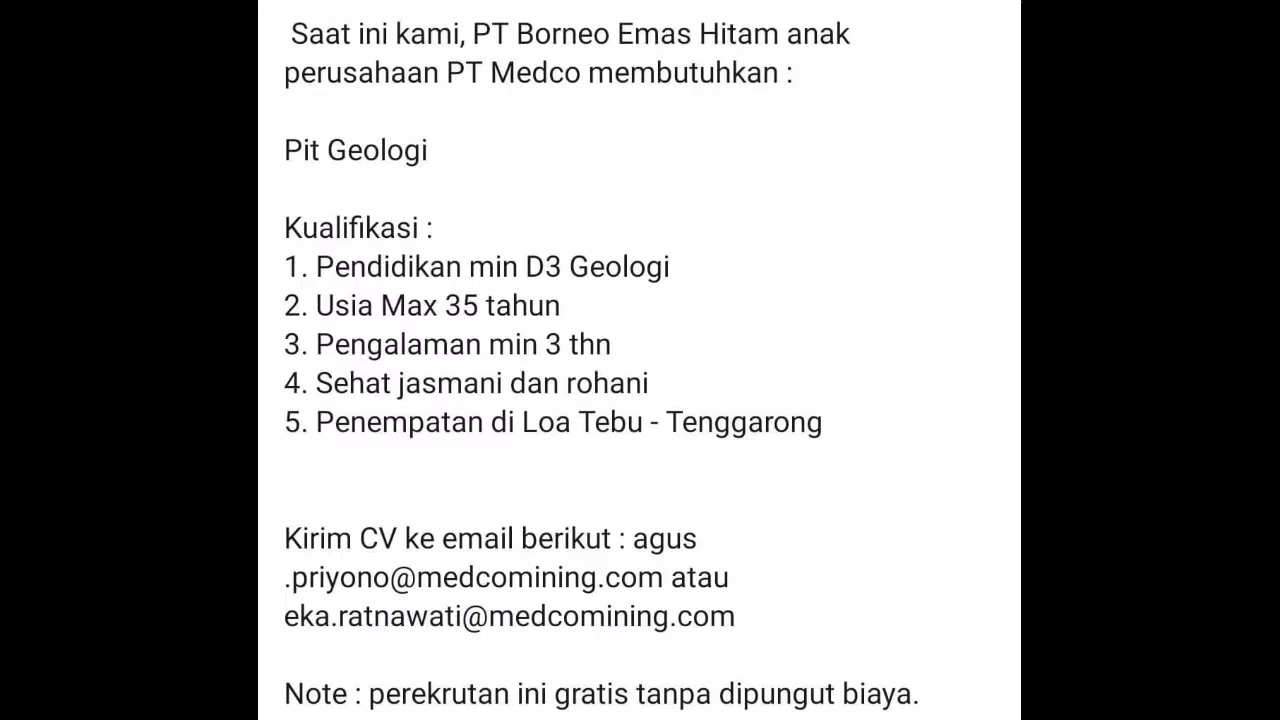 Saat ini kami, PT Borneo Emas Hitam anak
perusahaan PT Medco membutuhkan :
Pit Geologi
Kualifikasi :
1. Pendidikan min D3 Geologi
2. Usia Max 35 tahun
3. Pengalaman min 3 thn
4. Sehat jasmani dan rohani
5. Penempatan di Loa Tebu - Tenggarong
Kirim CV ke email berikut : agus
.priyono@medcomining.com atau
eka.ratnawati@medcomining.com
Note : perekrutan ini gratis tanpa dipungut biaya.